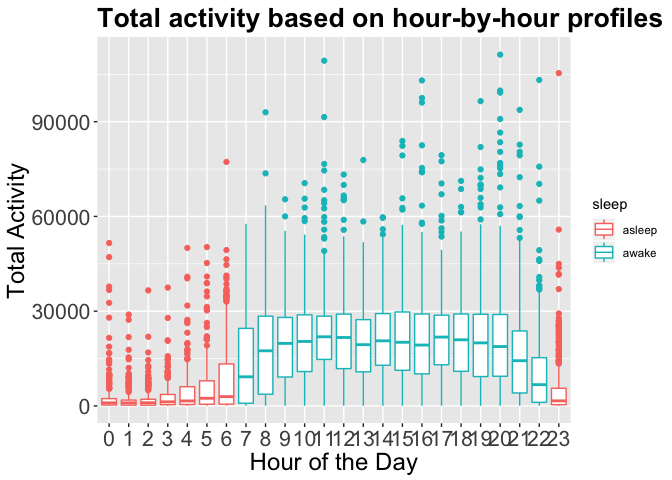 Total activity based on hour-by-hour profiles
90000
60000
30000
0
Total Activity
0 1 2 3 4 5 6 7 8 9 10 11 12 13 14 15 16 17 18 19 20 21 22 23
Hour of the Day
sleep
asleep
awake